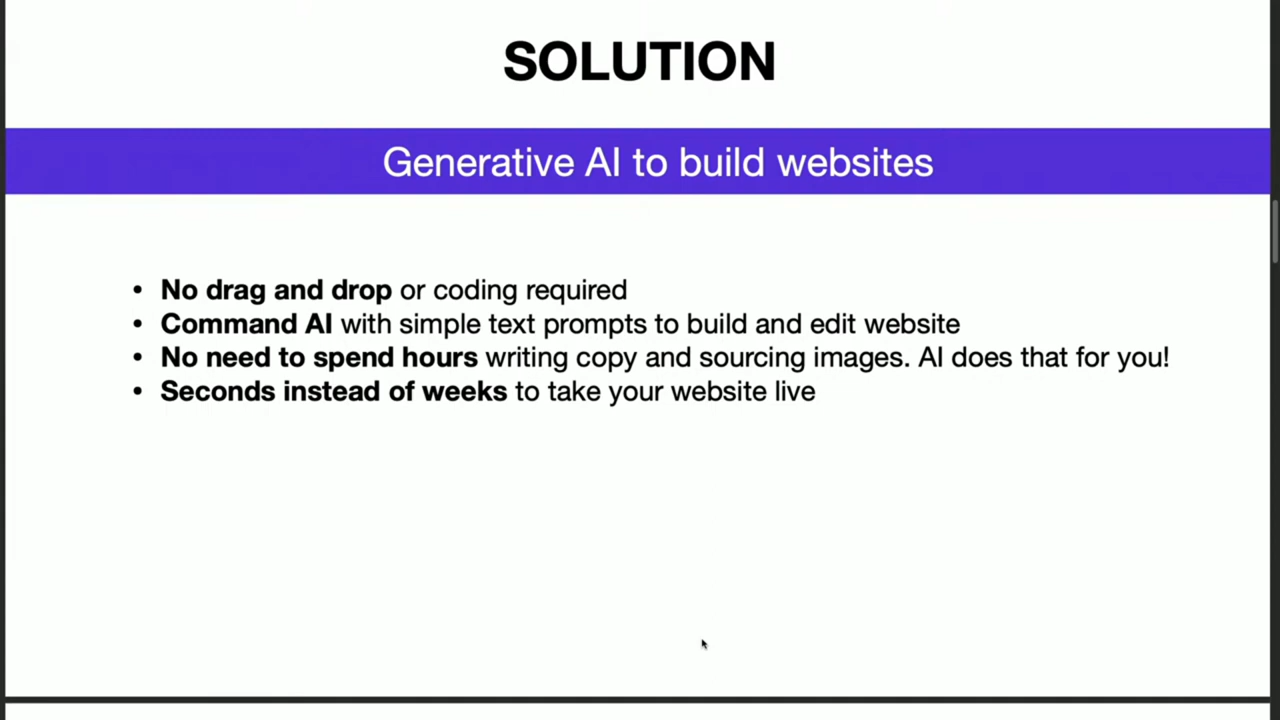 SOLUTION
Generative AI to build websites
• No drag and drop or coding required
• Command AI with simple text prompts to build and edit website
• No need to spend hours writing copy and sourcing images. AI does that for you!
• Seconds instead of weeks to take your website live